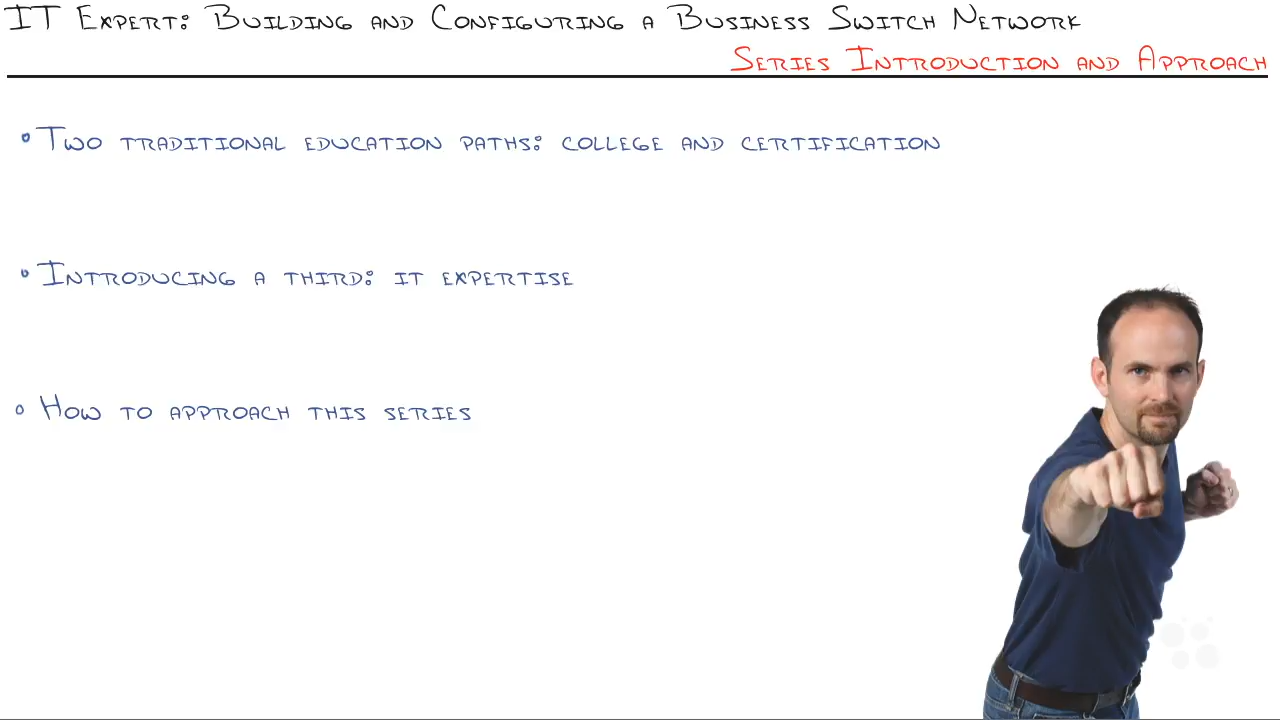 IT Expert: Building and Configuring a Business Switch Network
Series Introduction and Approach
• Two traditional education paths: college and certification
• Introducing a third: it expertise
• How to approach this series